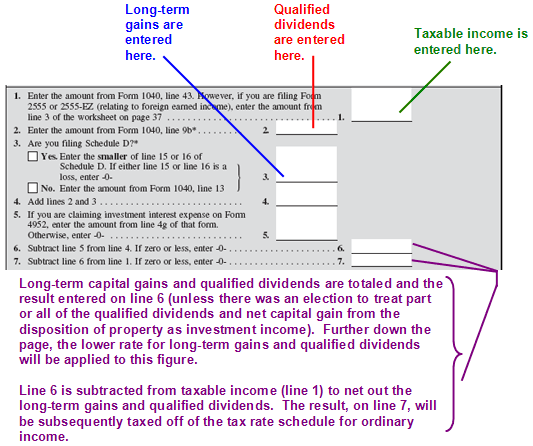 Long-term
gains are
entered
here.
Qualified
dividends
are entered
here.
Taxable income is
entered here.
1. Enter the amount from Form 1040, line 43. However, if you are filing Form
2555 or 2555-EZ (relating to foreign earned income), enter the amount from
line 3 of the worksheet on page 37 . . . . . . . . . . . . . . . . . . . . . . . . . . . . . . 1.
2. Enter the amount from Form 1040, line 9b* . . . . . . . 2.
3. Are you filing Schedule D?*
Yes. Enter the smaller of line 15 or 16 of
Schedule D. If either line 15 or line 16 is a
loss, enter -0-
3.
No. Enter the amount from Form 1040, line 13
4. Add lines 2 and 3 . . . . . . . . . . . . . . . . . . . . . . . . 4.
5. If you are claiming investment interest expense on Form
4952, enter the amount from line 4g of that form.
Otherwise, enter -0- . . . . . . . . . . . . . . . . . . . . . . 5.
6. Subtract line 5 from line 4. If zero or less, enter -0- . . . . . . . . . . . . . . . . . . 6.
7. Subtract line 6 from line 1. If zero or less, enter -0- . . . . . . . . . . . . . . . . . . 7.
Long-term capital gains and qualified dividends are totaled and the
result entered on line 6 (unless there was an election to treat part
or all of the qualified dividends and net capital gain from the
disposition of property as investment income). Further down the
page, the lower rate for long-term gains and qualified dividends
will be applied to this figure.
Line 6 is subtracted from taxable income (line 1) to net out the
long-term gains and qualified dividends. The result, on line 7, will
be subsequently taxed off of the tax rate schedule for ordinary
income.